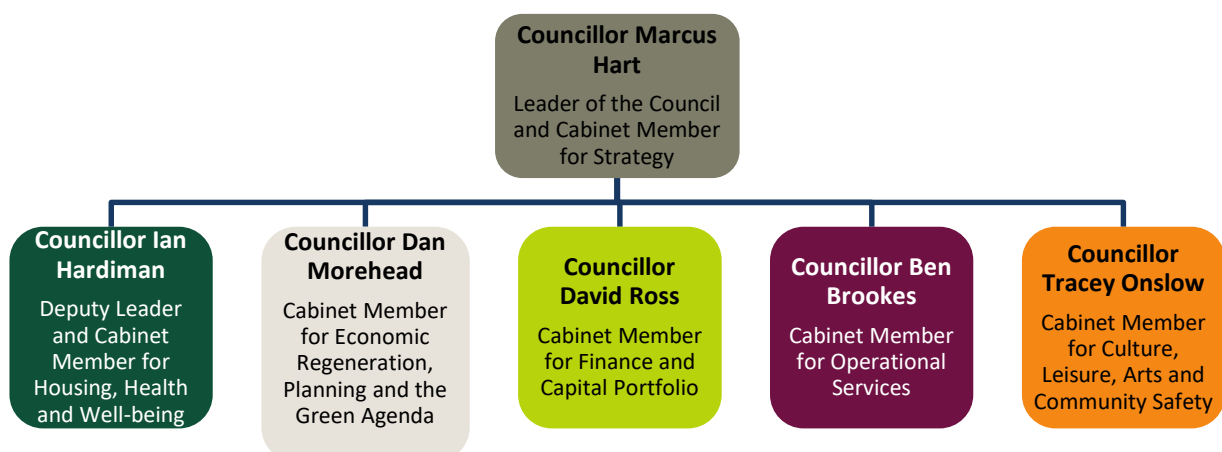 Councillor Marcus
Hart
Leader of the Council
and Cabinet Member
for Strategy
Councillor Ian
Hardiman
Deputy Leader
and Cabinet
Member for
Housing, Health
and Well-being
Councillor Dan
Morehead
Cabinet Member
for Economic
Regeneration,
Planning and the
Green Agenda
Councillor
David Ross
Cabinet Member
for Finance and
Capital Portfolio
Councillor Ben
Brookes
Cabinet Member
for Operational
Services
Councillor
Tracey Onslow
Cabinet Member
for Culture,
Leisure, Arts and
Community Safety